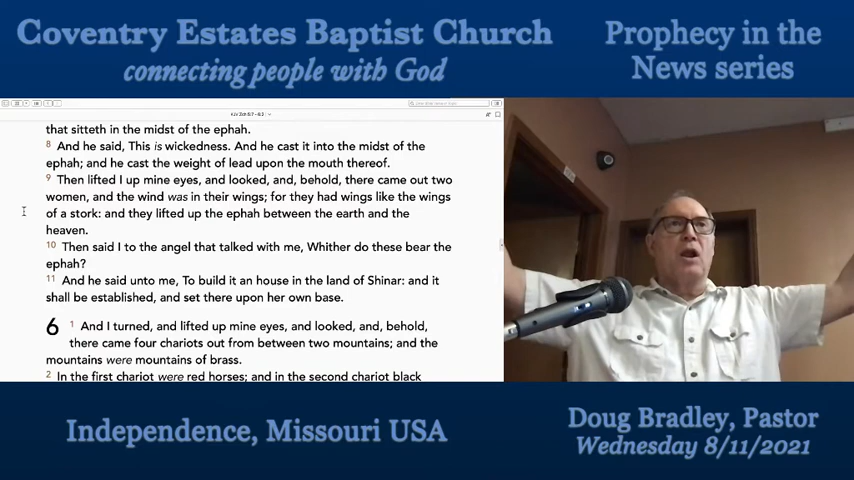 Coventry Estates Baptist Church
connecting people with God
Prophecy in the
News series
that sitteth in the midst of the ephah.
8 And he said, This is wickedness. And he cast it into the midst of the
ephah; and he cast the weight of lead upon the mouth thereof.
9 Then lifted I up mine eyes, and looked, and, behold, there came out two
women, and the wind was in their wings; for they had wings like the wings
of a stork: and they lifted up the ephah between the earth and the
heaven.
10 Then said I to the angel that talked with me, Whither do these bear the
ephah?
11 And he said unto me, To build it an house in the land of Shinar: and it
shall be established, and set there upon her own base.
6 1 And I turned, and lifted up mine eyes, and looked, and, behold,
there came four chariots out from between two mountains; and the
mountains were mountains of brass.
2 In the first chariot were red horses; and in the second chariot black
Independence, Missouri USA
Doug Bradley, Pastor
Wednesday 8/11/2021